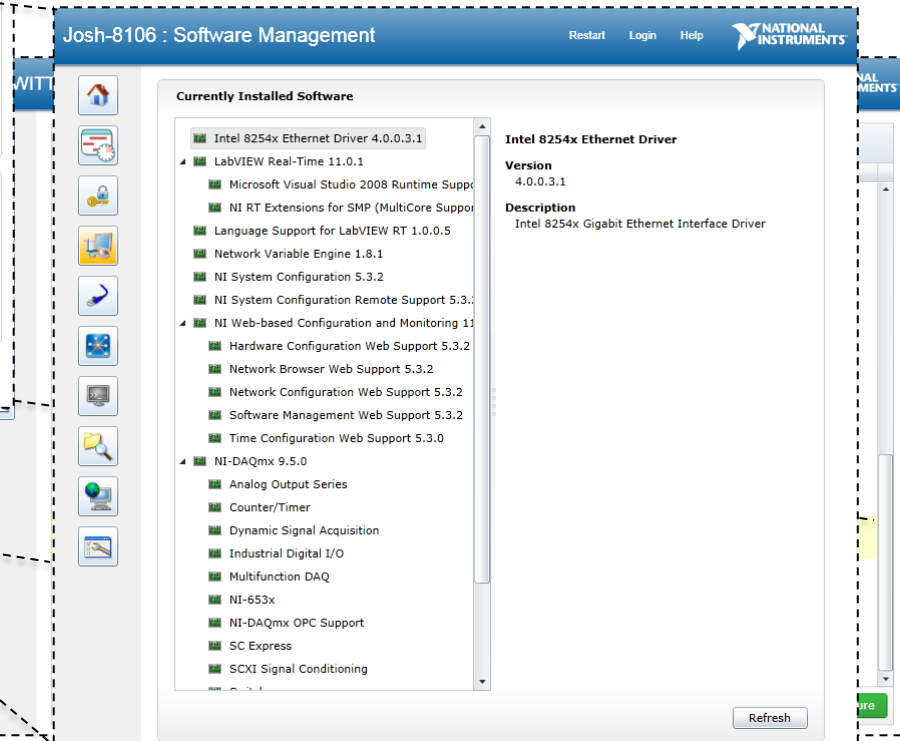 Josh-8106 : Software Management
Restart Login Help
NATIONAL INSTRUMENTS
WITT
NAL
MENTS
Currently Installed Software
Intel 8254x Ethernet Driver 4.0.0.3.1
LabVIEW Real-Time 11.0.1
Microsoft Visual Studio 2008 Runtime Suppo
NI RT Extensions for SMP (MultiCore Suppor
Language Support for LabVIEW RT 1.0.0.5
Network Variable Engine 1.8.1
NI System Configuration 5.3.2
NI System Configuration Remote Support 5.3.
NI Web-based Configuration and Monitoring 11
Hardware Configuration Web Support 5.3.2
Network Browser Web Support 5.3.2
Network Configuration Web Support 5.3.2
Software Management Web Support 5.3.2
Time Configuration Web Support 5.3.0
NI-DAQmx 9.5.0
Analog Output Series
Counter/Timer
Dynamic Signal Acquisition
Industrial Digital I/O
Multifunction DAQ
NI-653x
NI-DAQmx OPC Support
SC Express
SCXI Signal Conditioning
Intel 8254x Ethernet Driver
Version
4.0.0.3.1
Description
Intel 8254x Gigabit Ethernet Interface Driver
Refresh
ure